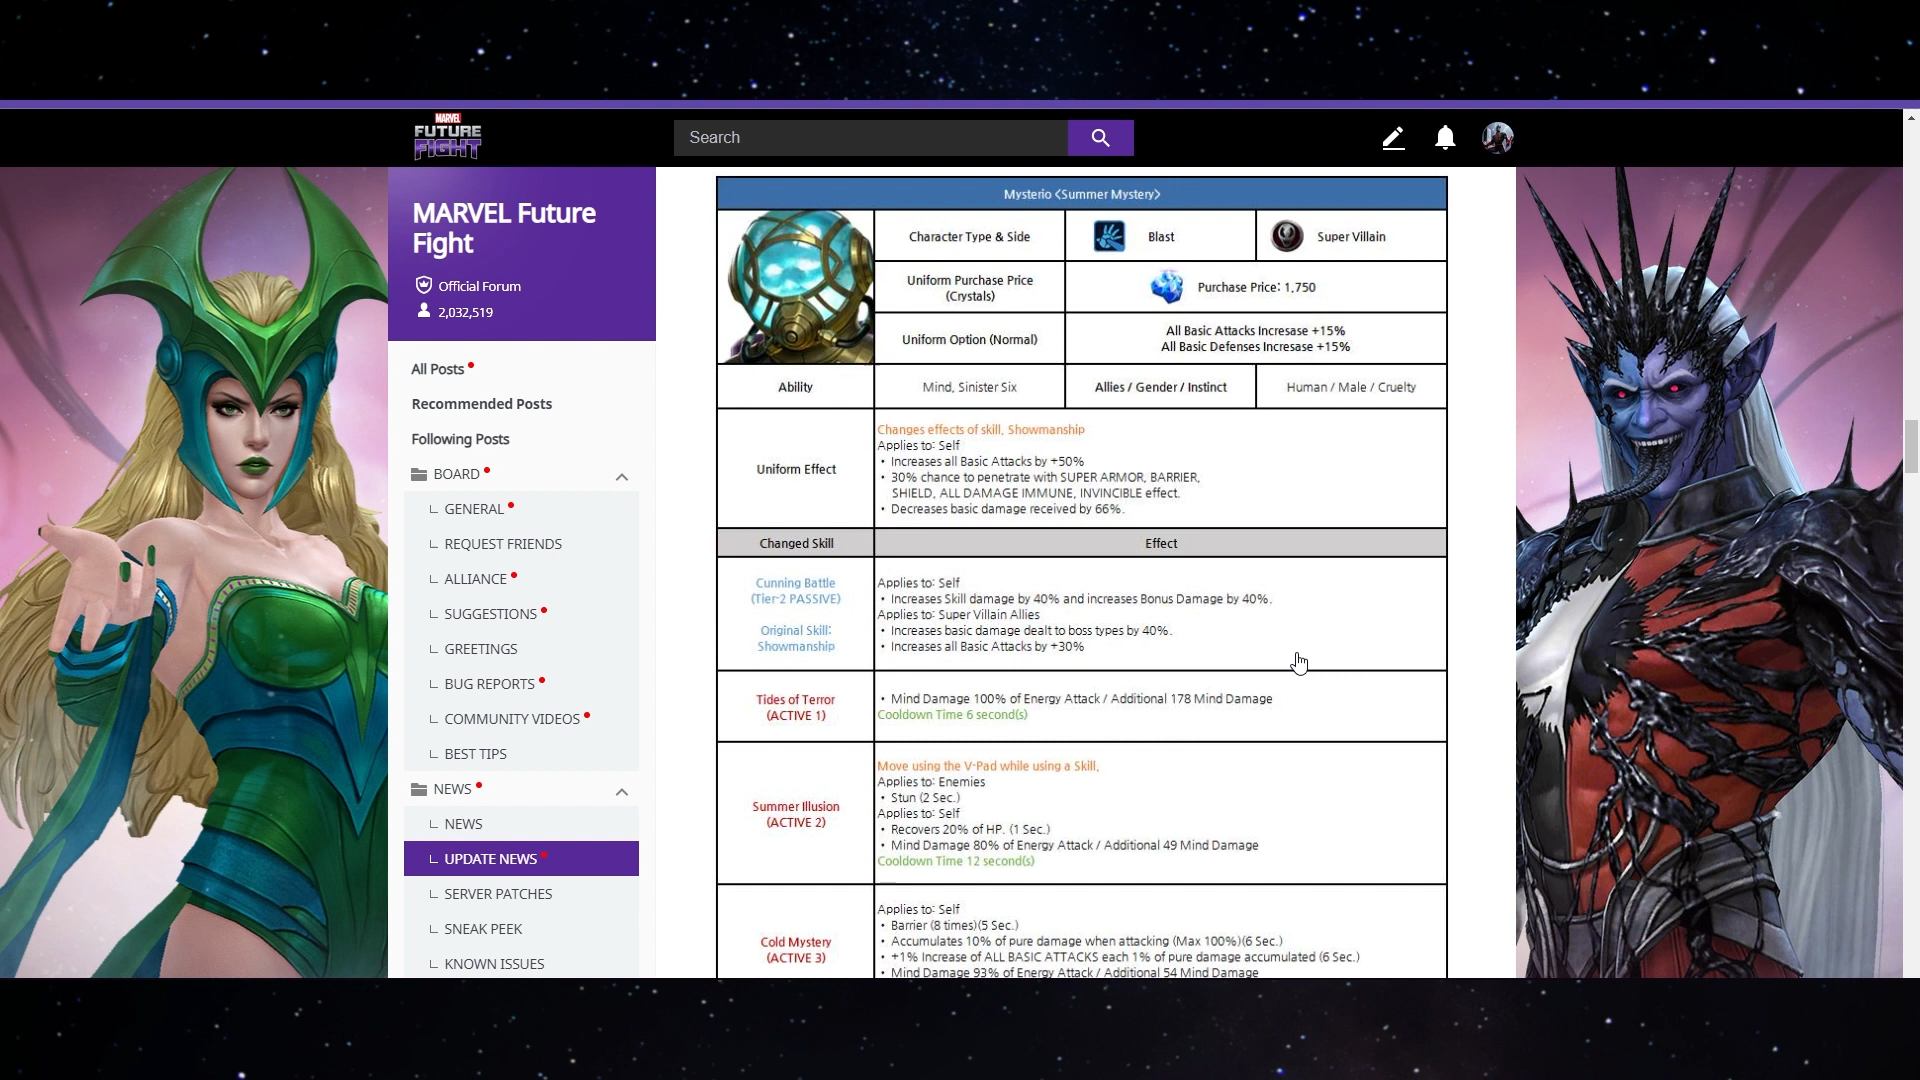 MARVEL
FUTURE
FIGHT
Search
MARVEL Future
Fight
Official Forum
2,032,519
All Posts
Recommended Posts
Following Posts
BOARD
GENERAL
REQUEST FRIENDS
ALLIANCE
SUGGESTIONS
GREETINGS
BUG REPORTS
COMMUNITY VIDEOS
BEST TIPS
NEWS
NEWS
UPDATE NEWS
SERVER PATCHES
SNEAK PEEK
KNOWN ISSUES
Mysterio <Summer Mystery>
Character Type & Side
Blast
Super Villain
Uniform Purchase Price
(Crystals)
Purchase Price: 1,750
Uniform Option (Normal)
All Basic Attacks Incresase +15%
All Basic Defenses Incresase +15%
Ability
Mind, Sinister Six
Allies / Gender / Instinct
Human / Male / Cruelty
Uniform Effect
Changes effects of skill, Showmanship
Applies to: Self
• Increases all Basic Attacks by +50%
• 30% chance to penetrate with SUPER ARMOR, BARRIER,
SHIELD, ALL DAMAGE IMMUNE, INVINCIBLE effect.
• Decreases basic damage received by 66%.
Changed Skill
Effect
Cunning Battle
(Tier-2 PASSIVE)
Original Skill:
Showmanship
Applies to: Self
• Increases Skill damage by 40% and increases Bonus Damage by 40%.
Applies to: Super Villain Allies
• Increases basic damage dealt to boss types by 40%.
• Increases all Basic Attacks by +30%
Tides of Terror
(ACTIVE 1)
• Mind Damage 100% of Energy Attack / Additional 178 Mind Damage
Cooldown Time 6 second(s)
Summer Illusion
(ACTIVE 2)
Move using the V-Pad while using a Skill,
Applies to: Enemies
• Stun (2 Sec.)
Applies to: Self
• Recovers 20% of HP. (1 Sec.)
• Mind Damage 80% of Energy Attack / Additional 49 Mind Damage
Cooldown Time 12 second(s)
Cold Mystery
(ACTIVE 3)
Applies to: Self
• Barrier (8 times)(5 Sec.)
• Accumulates 10% of pure damage when attacking (Max 100%)(6 Sec.)
• +1% Increase of ALL BASIC ATTACKS each 1% of pure damage accumulated (6 Sec.)
• Mind Damage 93% of Energy Attack / Additional 54 Mind Damage